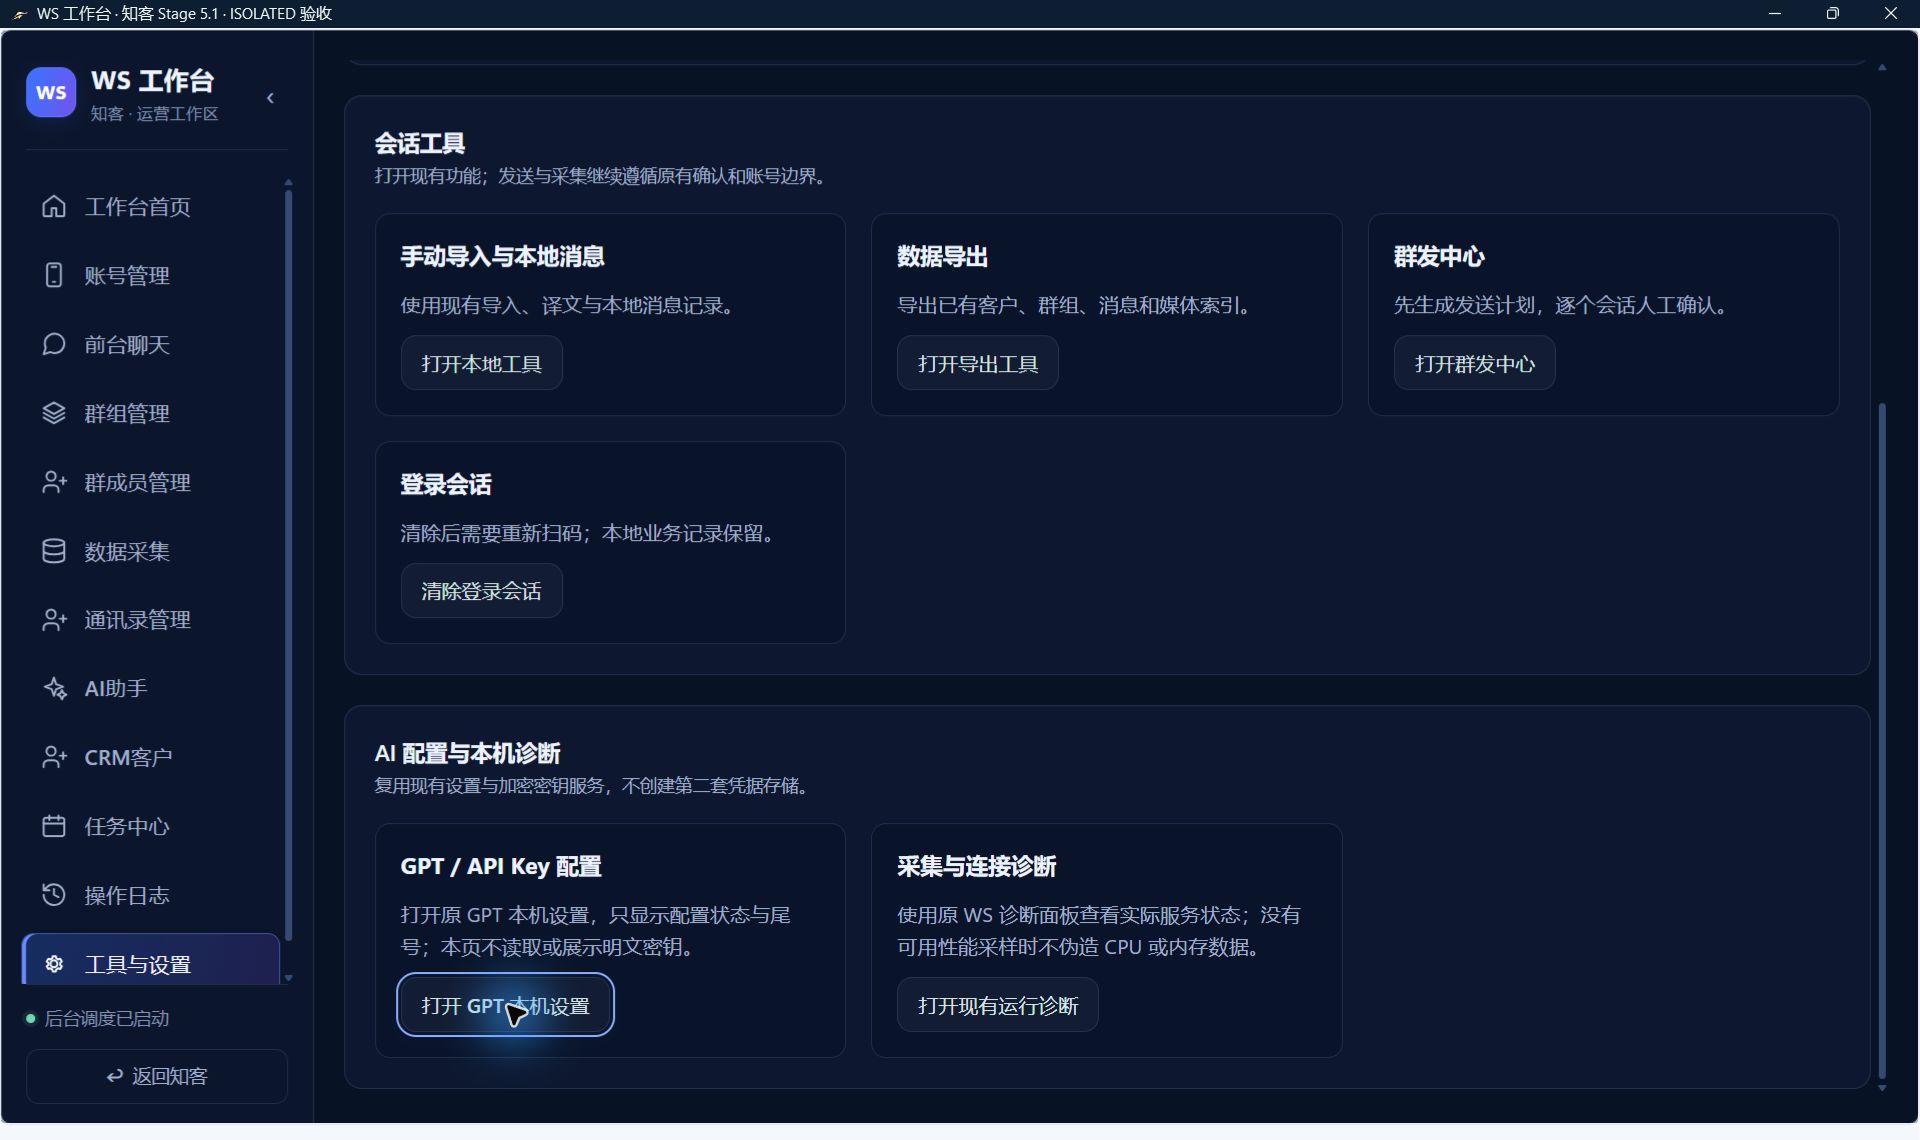 WS 工作台 · 知客 Stage 5.1 · ISOLATED 验收
WS
WS 工作台
知客 · 运营工作区
工作台首页
账号管理
前台聊天
群组管理
群成员管理
数据采集
通讯录管理
AI助手
CRM客户
任务中心
操作日志
工具与设置
后台调度已启动
返回知客
会话工具
打开现有功能；发送与采集继续遵循原有确认和账号边界。
手动导入与本地消息
使用现有导入、译文与本地消息记录。
打开本地工具
数据导出
导出已有客户、群组、消息和媒体索引。
打开导出工具
群发中心
先生成发送计划，逐个会话人工确认。
打开群发中心
登录会话
清除后需要重新扫码；本地业务记录保留。
清除登录会话
AI 配置与本机诊断
复用现有设置与加密密钥服务，不创建第二套凭据存储。
GPT / API Key 配置
打开原 GPT 本机设置，只显示配置状态与尾
号；本页不读取或展示明文密钥。
打开 GPT 本机设置
采集与连接诊断
使用原 WS 诊断面板查看实际服务状态；没有
可用性能采样时不伪造 CPU 或内存数据。
打开现有运行诊断